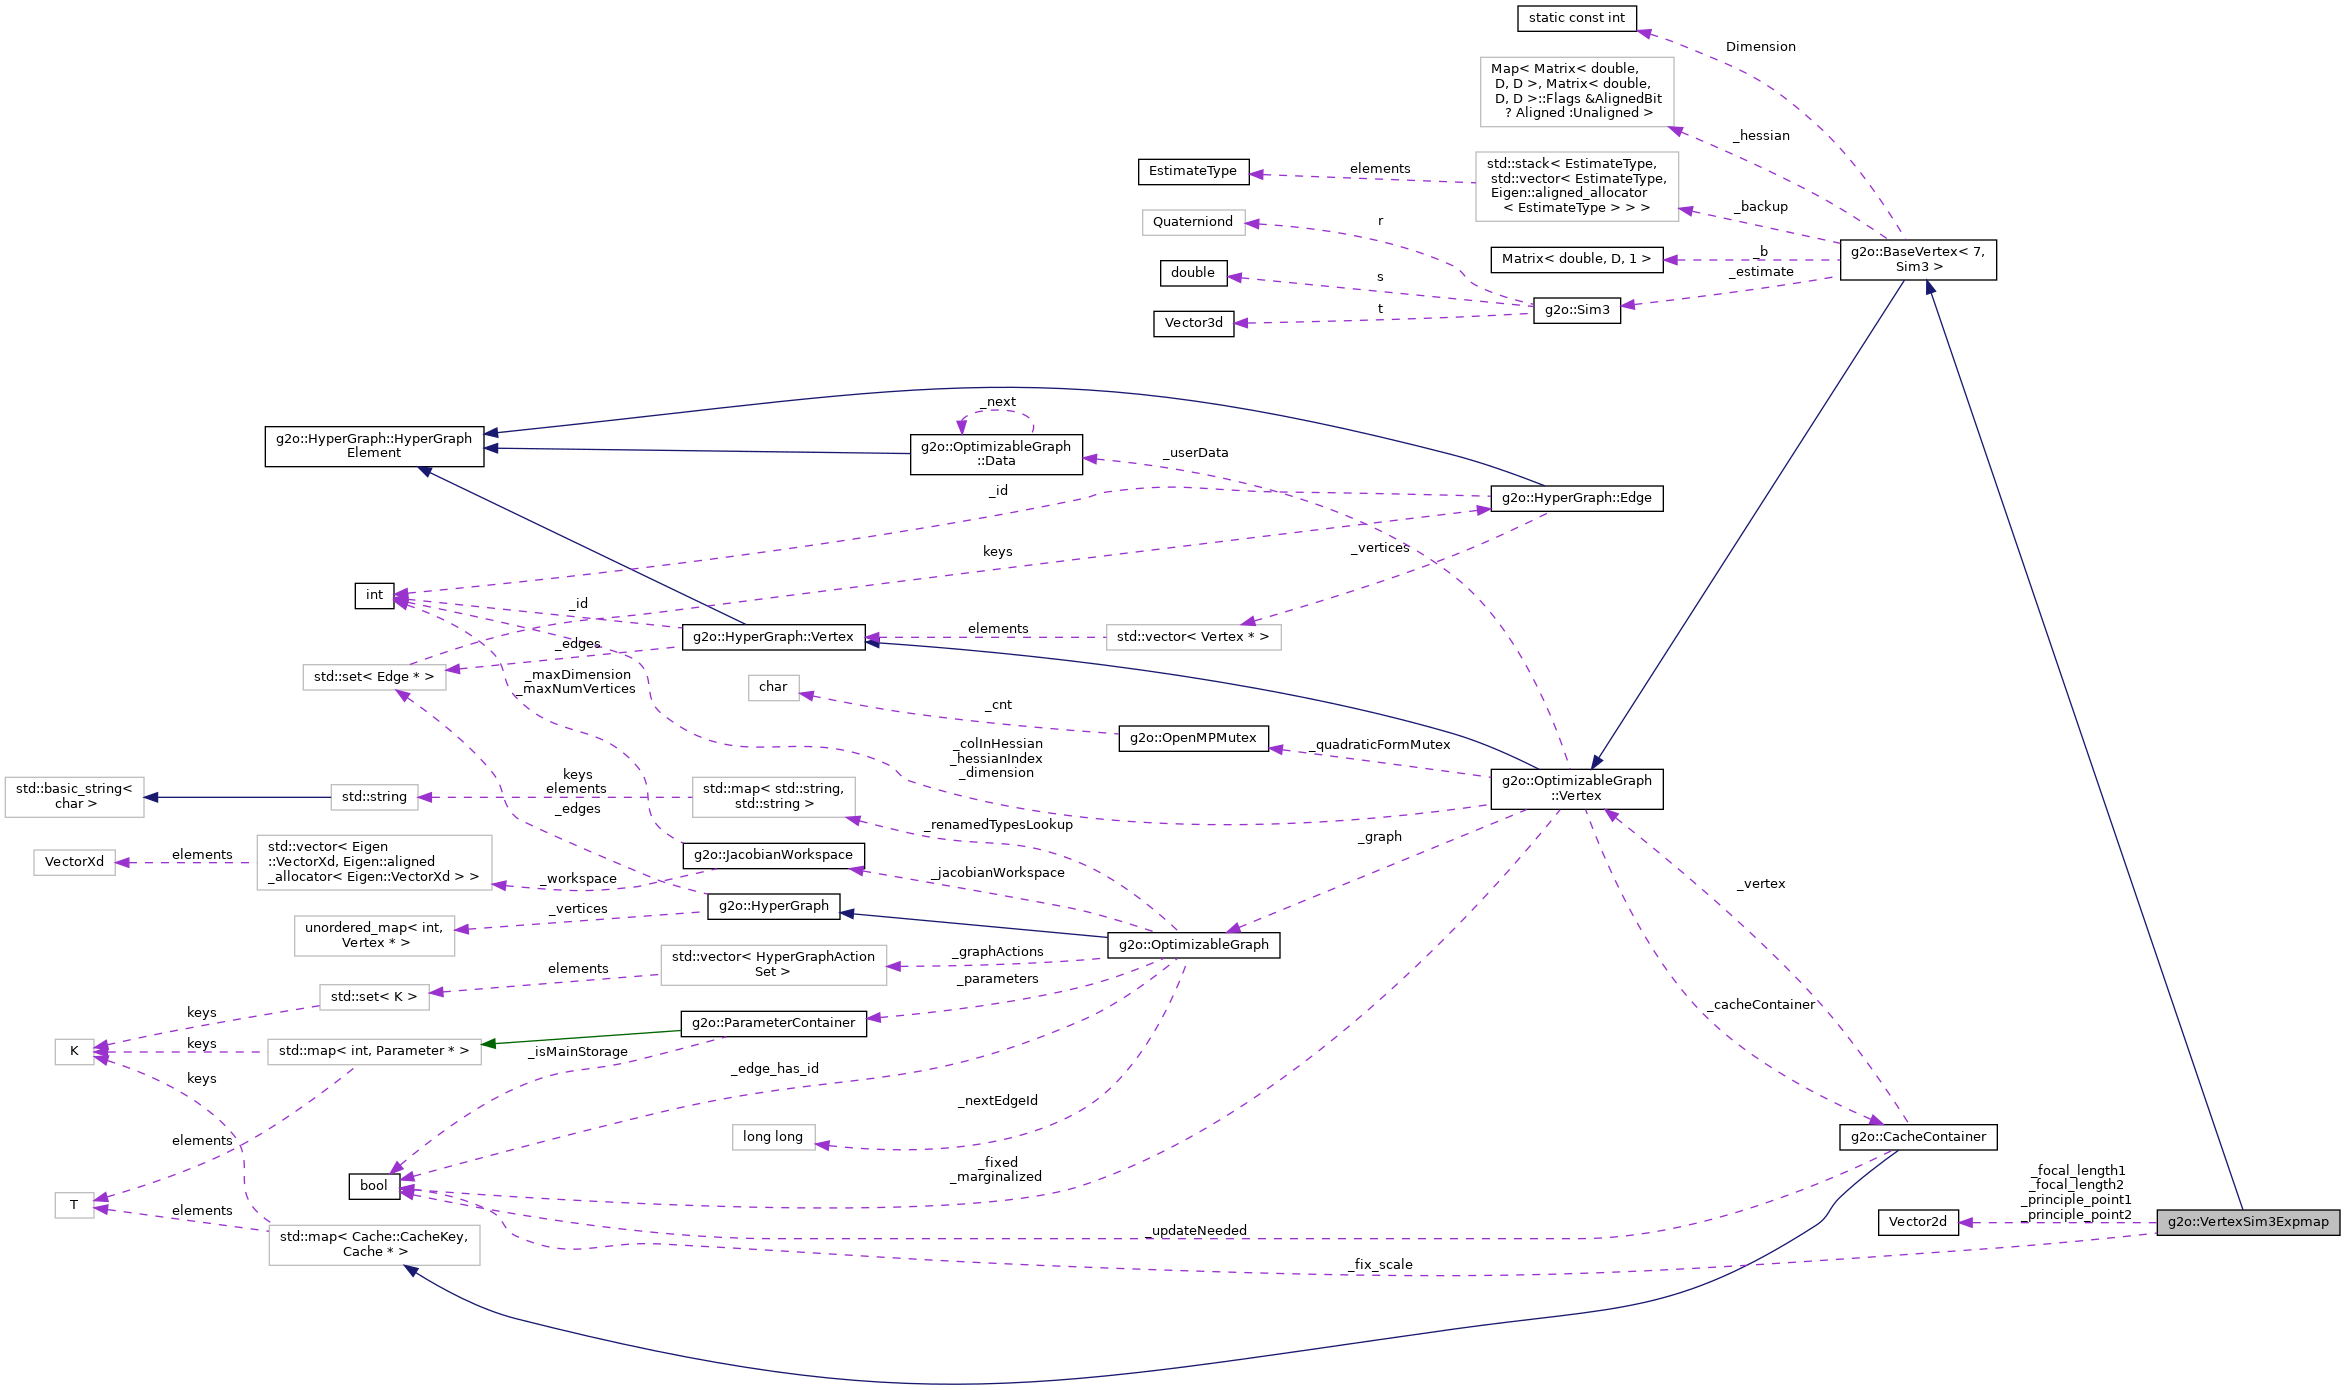 static const int
Dimension
Map< Matrix< double,
D, D >, Matrix< double,
D, D >::Flags &AlignedBit
? Aligned :Unaligned >
_hessian
EstimateType
elements
std::stack< EstimateType,
std::vector< EstimateType,
Eigen::aligned_allocator
< EstimateType > > >
_backup
Quaterniond
r
Matrix< double, D, 1 >
_b
g2o::BaseVertex< 7,
Sim3 >
double
s
_estimate
Vector3d
t
g2o::Sim3
g2o::HyperGraph::HyperGraph
Element
_next
g2o::OptimizableGraph
::Data
_userData
_id
g2o::HyperGraph::Edge
keys
_vertices
int
_id
g2o::HyperGraph::Vertex
elements
std::vector< Vertex * >
_edges
std::set< Edge * >
_maxDimension
_maxNumVertices
char
_cnt
g2o::OpenMPMutex
_quadraticFormMutex
_colInHessian
_hessianIndex
_dimension
g2o::OptimizableGraph
::Vertex
std::basic_string<
char >
std::string
keys
elements
_edges
std::map< std::string,
std::string >
_renamedTypesLookup
_graph
VectorXd
elements
std::vector< Eigen
::VectorXd, Eigen::aligned
_allocator< Eigen::VectorXd > >
_workspace
g2o::JacobianWorkspace
_jacobianWorkspace
_vertex
unordered_map< int,
Vertex * >
_vertices
g2o::HyperGraph
g2o::OptimizableGraph
std::vector< HyperGraphAction
Set >
_graphActions
elements
_parameters
std::set< K >
keys
_cacheContainer
g2o::ParameterContainer
K
keys
std::map< int, Parameter * >
_isMainStorage
_edge_has_id
keys
_nextEdgeId
long long
elements
g2o::CacheContainer
_fixed
_marginalized
bool
T
elements
std::map< Cache::CacheKey,
Cache * >
_updateNeeded
_fix_scale
Vector2d
_focal_length1
_focal_length2
_principle_point1
_principle_point2
g2o::VertexSim3Expmap